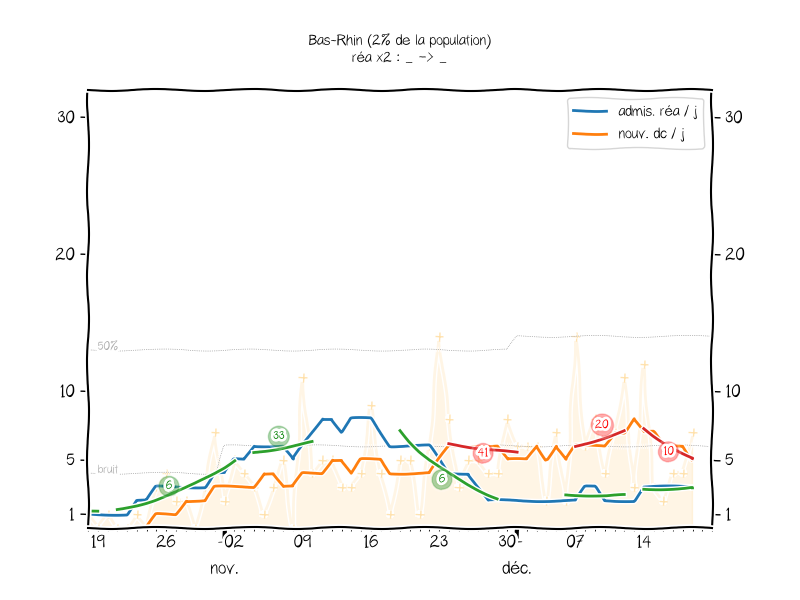 Bas-Rhin (2% de la population)
réa x2 : _ -> _
admis. réa / j
nouv. dc / j
30
30
20
20
50%
10
10
33
20
41
10
6
6
5
5
bruit
1
1
19 26 -02 09 16 23 30- 07 14
nov. déc.